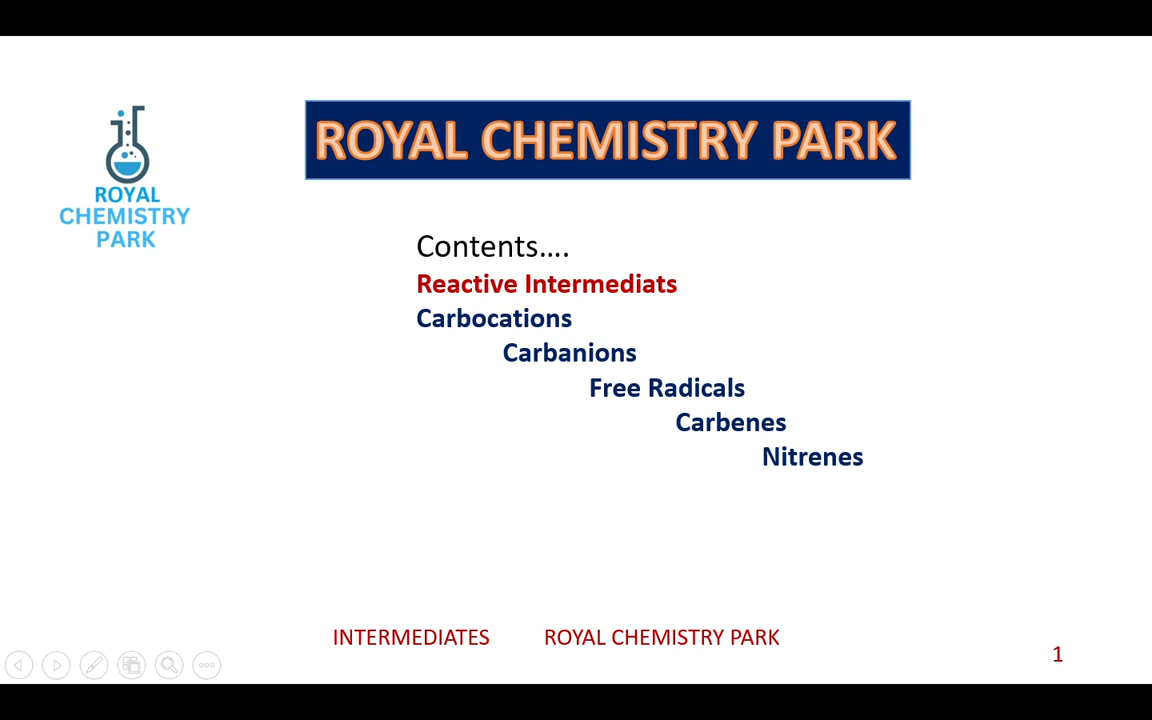 ROYAL CHEMISTRY PARK
ROYAL
CHEMISTRY
PARK
Contents....
Reactive Intermediats
Carbocations
Carbanions
Free Radicals
Carbenes
Nitrenes
INTERMEDIATES ROYAL CHEMISTRY PARK
1